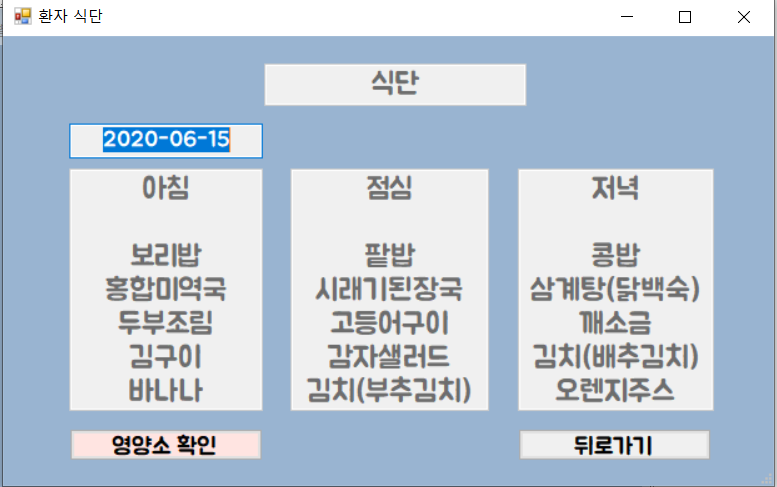 환자 식단
식단
2020-06-15
아침
보리밥
홍합미역국
두부조림
김구이
바나나
점심
팥밥
시래기된장국
고등어구이
감자샐러드
김치(부추김치)
저녁
콩밥
삼계탕(닭백숙)
깨소금
김치(배추김치)
오렌지주스
영양소 확인
뒤로가기